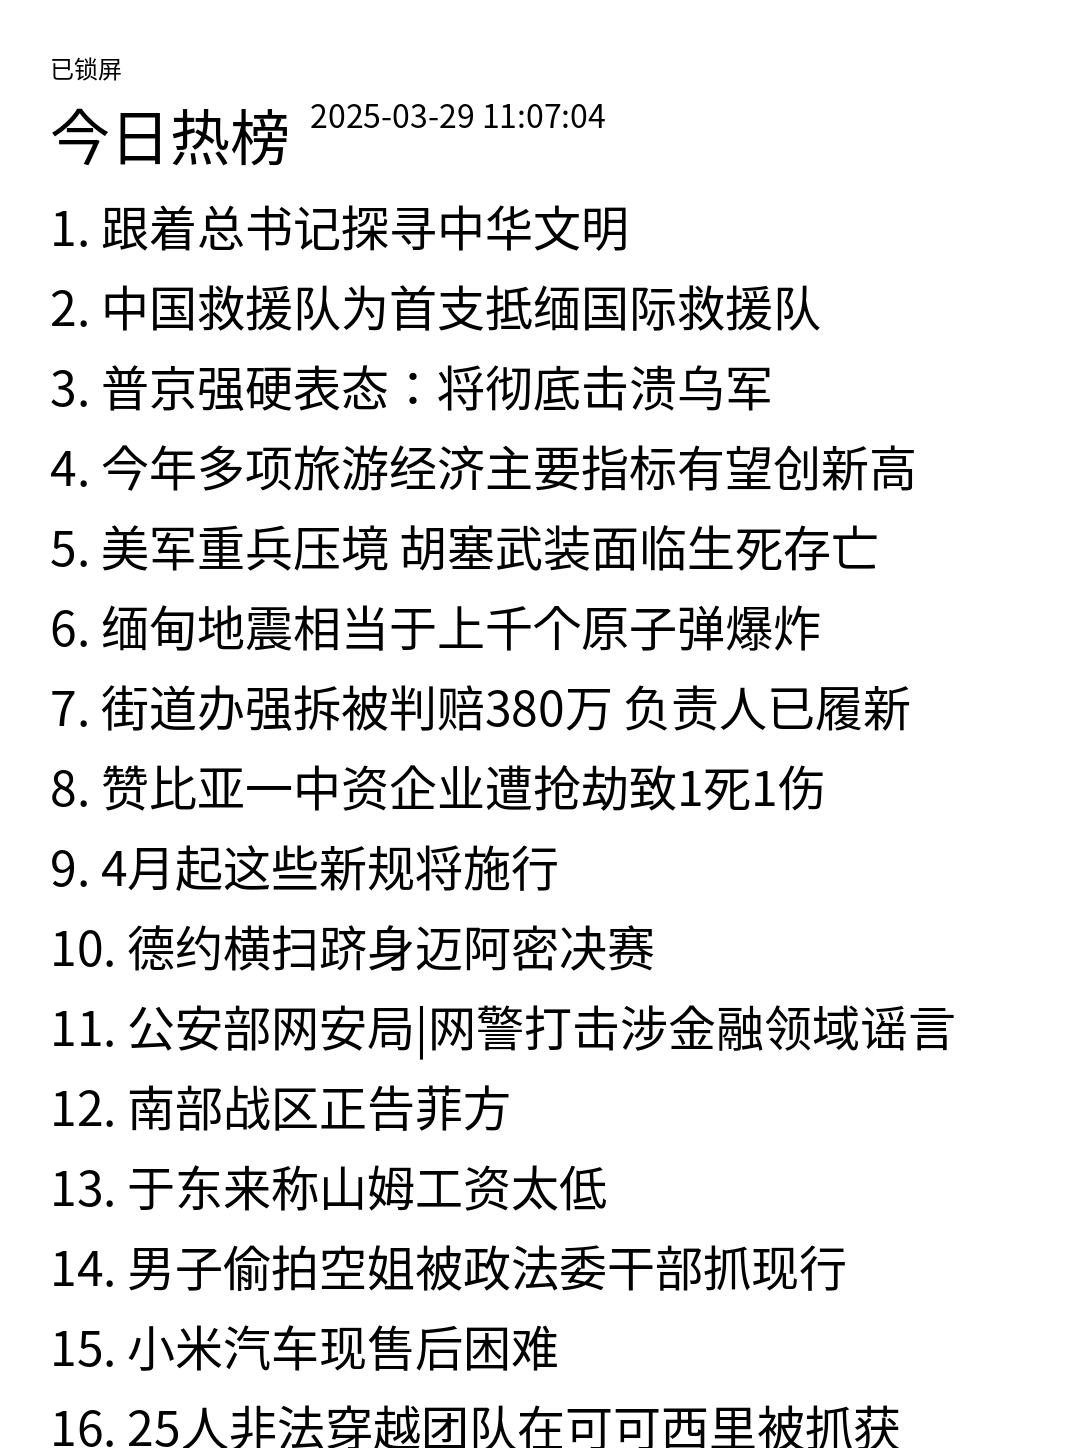 已锁屏
今日热榜 2025-03-29 11:07:04
1. 跟着总书记探寻中华文明
2. 中国救援队为首支抵缅国际救援队
3. 普京强硬表态：将彻底击溃乌军
4. 今年多项旅游经济主要指标有望创新高
5. 美军重兵压境 胡塞武装面临生死存亡
6. 缅甸地震相当于上千个原子弹爆炸
7. 街道办强拆被判赔380万 负责人已履新
8. 赞比亚一中资企业遭抢劫致1死1伤
9. 4月起这些新规将施行
10. 德约横扫跻身迈阿密决赛
11. 公安部网安局|网警打击涉金融领域谣言
12. 南部战区正告菲方
13. 于东来称山姆工资太低
14. 男子偷拍空姐被政法委干部抓现行
15. 小米汽车现售后困难
16. 25人非法穿越团队在可可西里被抓获